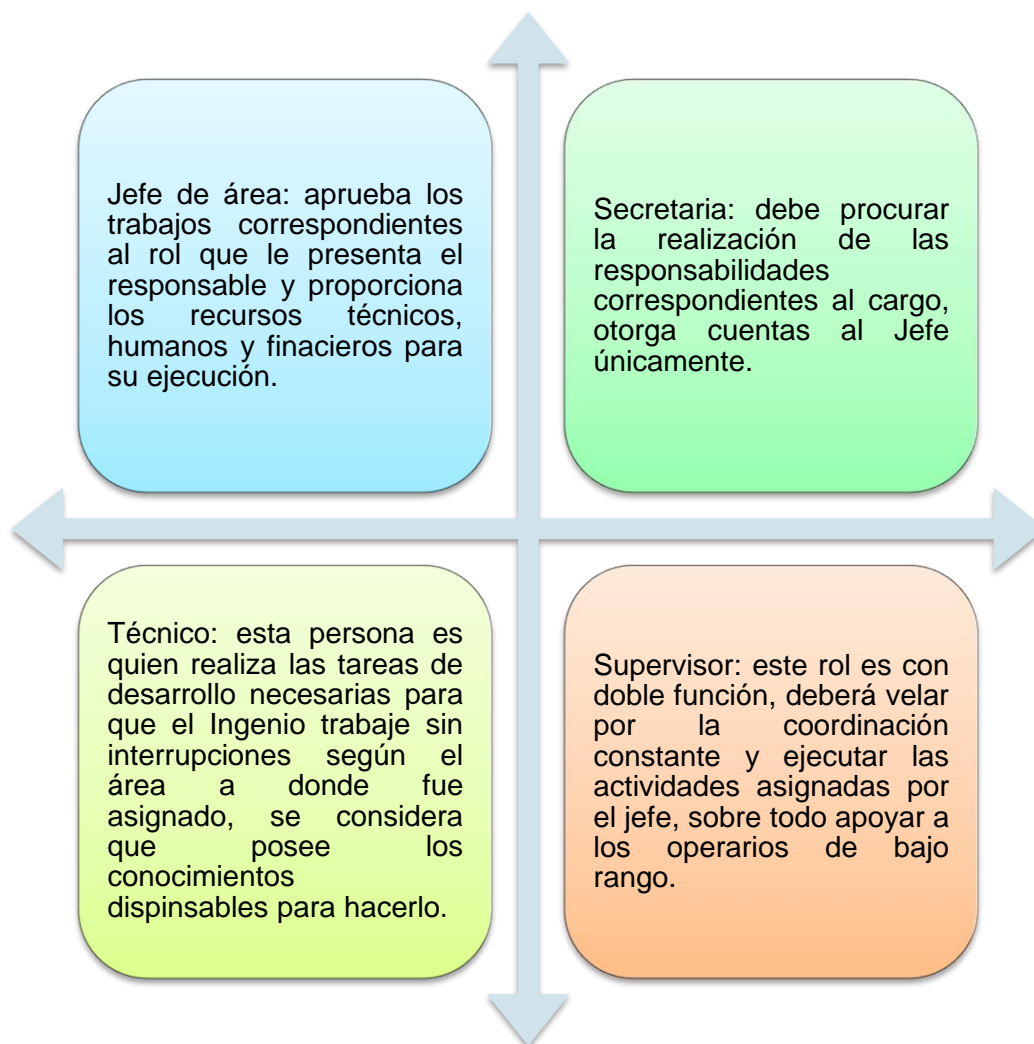 Jefe de área: aprueba los
trabajos correspondientes
al rol que le presenta el
responsable y proporciona
los recursos técnicos,
humanos y finacieros para
su ejecución.
Secretaria: debe procurar
la realización de las
responsabilidades
correspondientes al cargo,
otorga cuentas al Jefe
únicamente.
Técnico: esta persona es
quien realiza las tareas de
desarrollo necesarias para
que el Ingenio trabaje sin
interrupciones según el
área a donde fue
asignado, se considera
que posee los
conocimientos
dispinsables para hacerlo.
Supervisor: este rol es con
doble función, deberá velar
por la coordinación
constante y ejecutar las
actividades asignadas por
el jefe, sobre todo apoyar a
los operarios de bajo
rango.